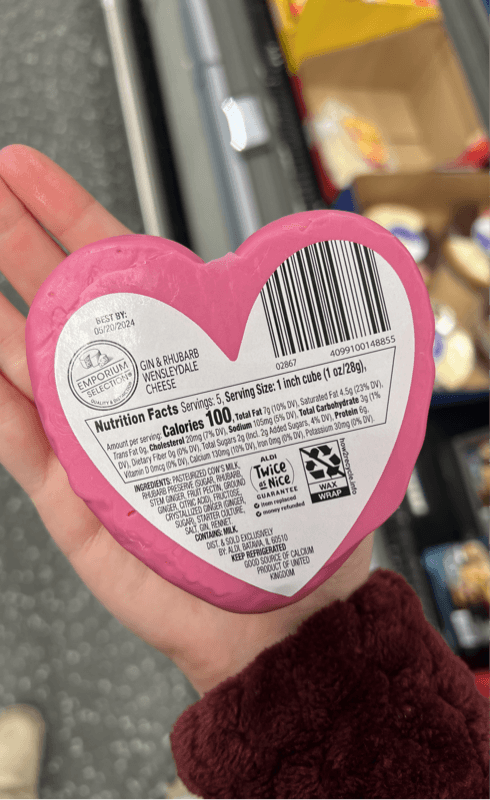 BEST BY:
05/20/2024
EMPORIUM
SELECTION
GIN & RHUBARB
WENSLEYDALE
CHEESE
02867
4099100148855
Nutrition Facts Servings: 5, Serving Size: 1 inch cube (1 oz/28g),
Amount per serving: Calories 100, Total Fat 7g (10% DV), Saturated Fat 4.5g (23% DV),
Trans Fat 0g, Cholesterol 20mg (7% DV), Sodium 105mg (5% DV), Total Carbohydrate 3g (1%
DV), Dietary Fiber 0g (0% DV), Total Sugars 2g (Incl. 2g Added Sugars, 4% DV), Protein 6g,
Vitamin D 0mcg (0% DV), Calcium 130mg (10% DV), Iron 0mg (0% DV), Potassium 30mg (0% DV).
INGREDIENTS: PASTEURIZED COW'S MILK,
RHUBARB PRESERVE SUGAR, RHUBARB,
STEM GINGER, FRUIT PECTIN, GROUND
GINGER, CITRIC ACID, FRUCTOSE,
CRYSTALLIZED GINGER (GINGER,
SUGAR), STARTER CULTURE,
SALT, GIN, RENNET.
CONTAINS: MILK.
DIST. & SOLD EXCLUSIVELY
BY: ALDI, BATAVIA, IL 60510
KEEP REFRIGERATED
GOOD SOURCE OF CALCIUM
PRODUCT OF UNITED
KINGDOM
ALDI
Twice
as Nice
GUARANTEE
item replaced
money refunded
WAX
WRAP
how2recycle.info